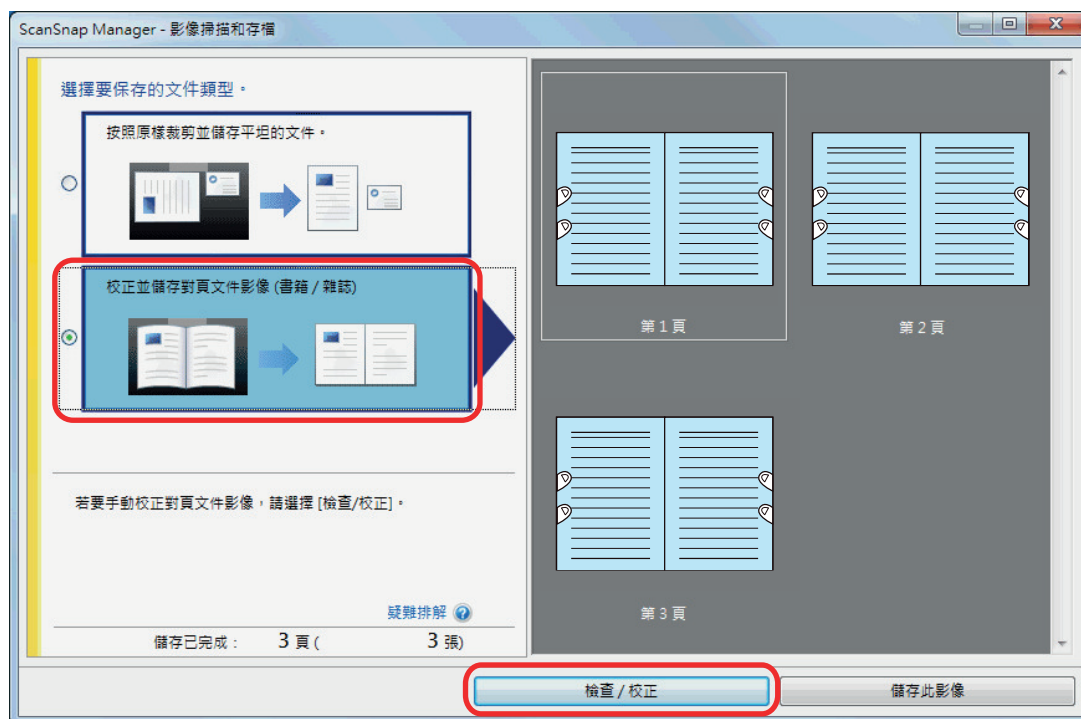 ScanSnap Manager - 影像掃描和存檔
選擇要保存的文件類型。
按照原樣裁剪並儲存平坦的文件。
校正並儲存對頁文件影像 (書籍 / 雜誌)
若要手動校正對頁文件影像，請選擇 [檢查/校正]。
疑難排解
儲存已完成： 3 頁 ( 3 張)
第 1 頁
第 2 頁
第 3 頁
檢查 / 校正
儲存此影像